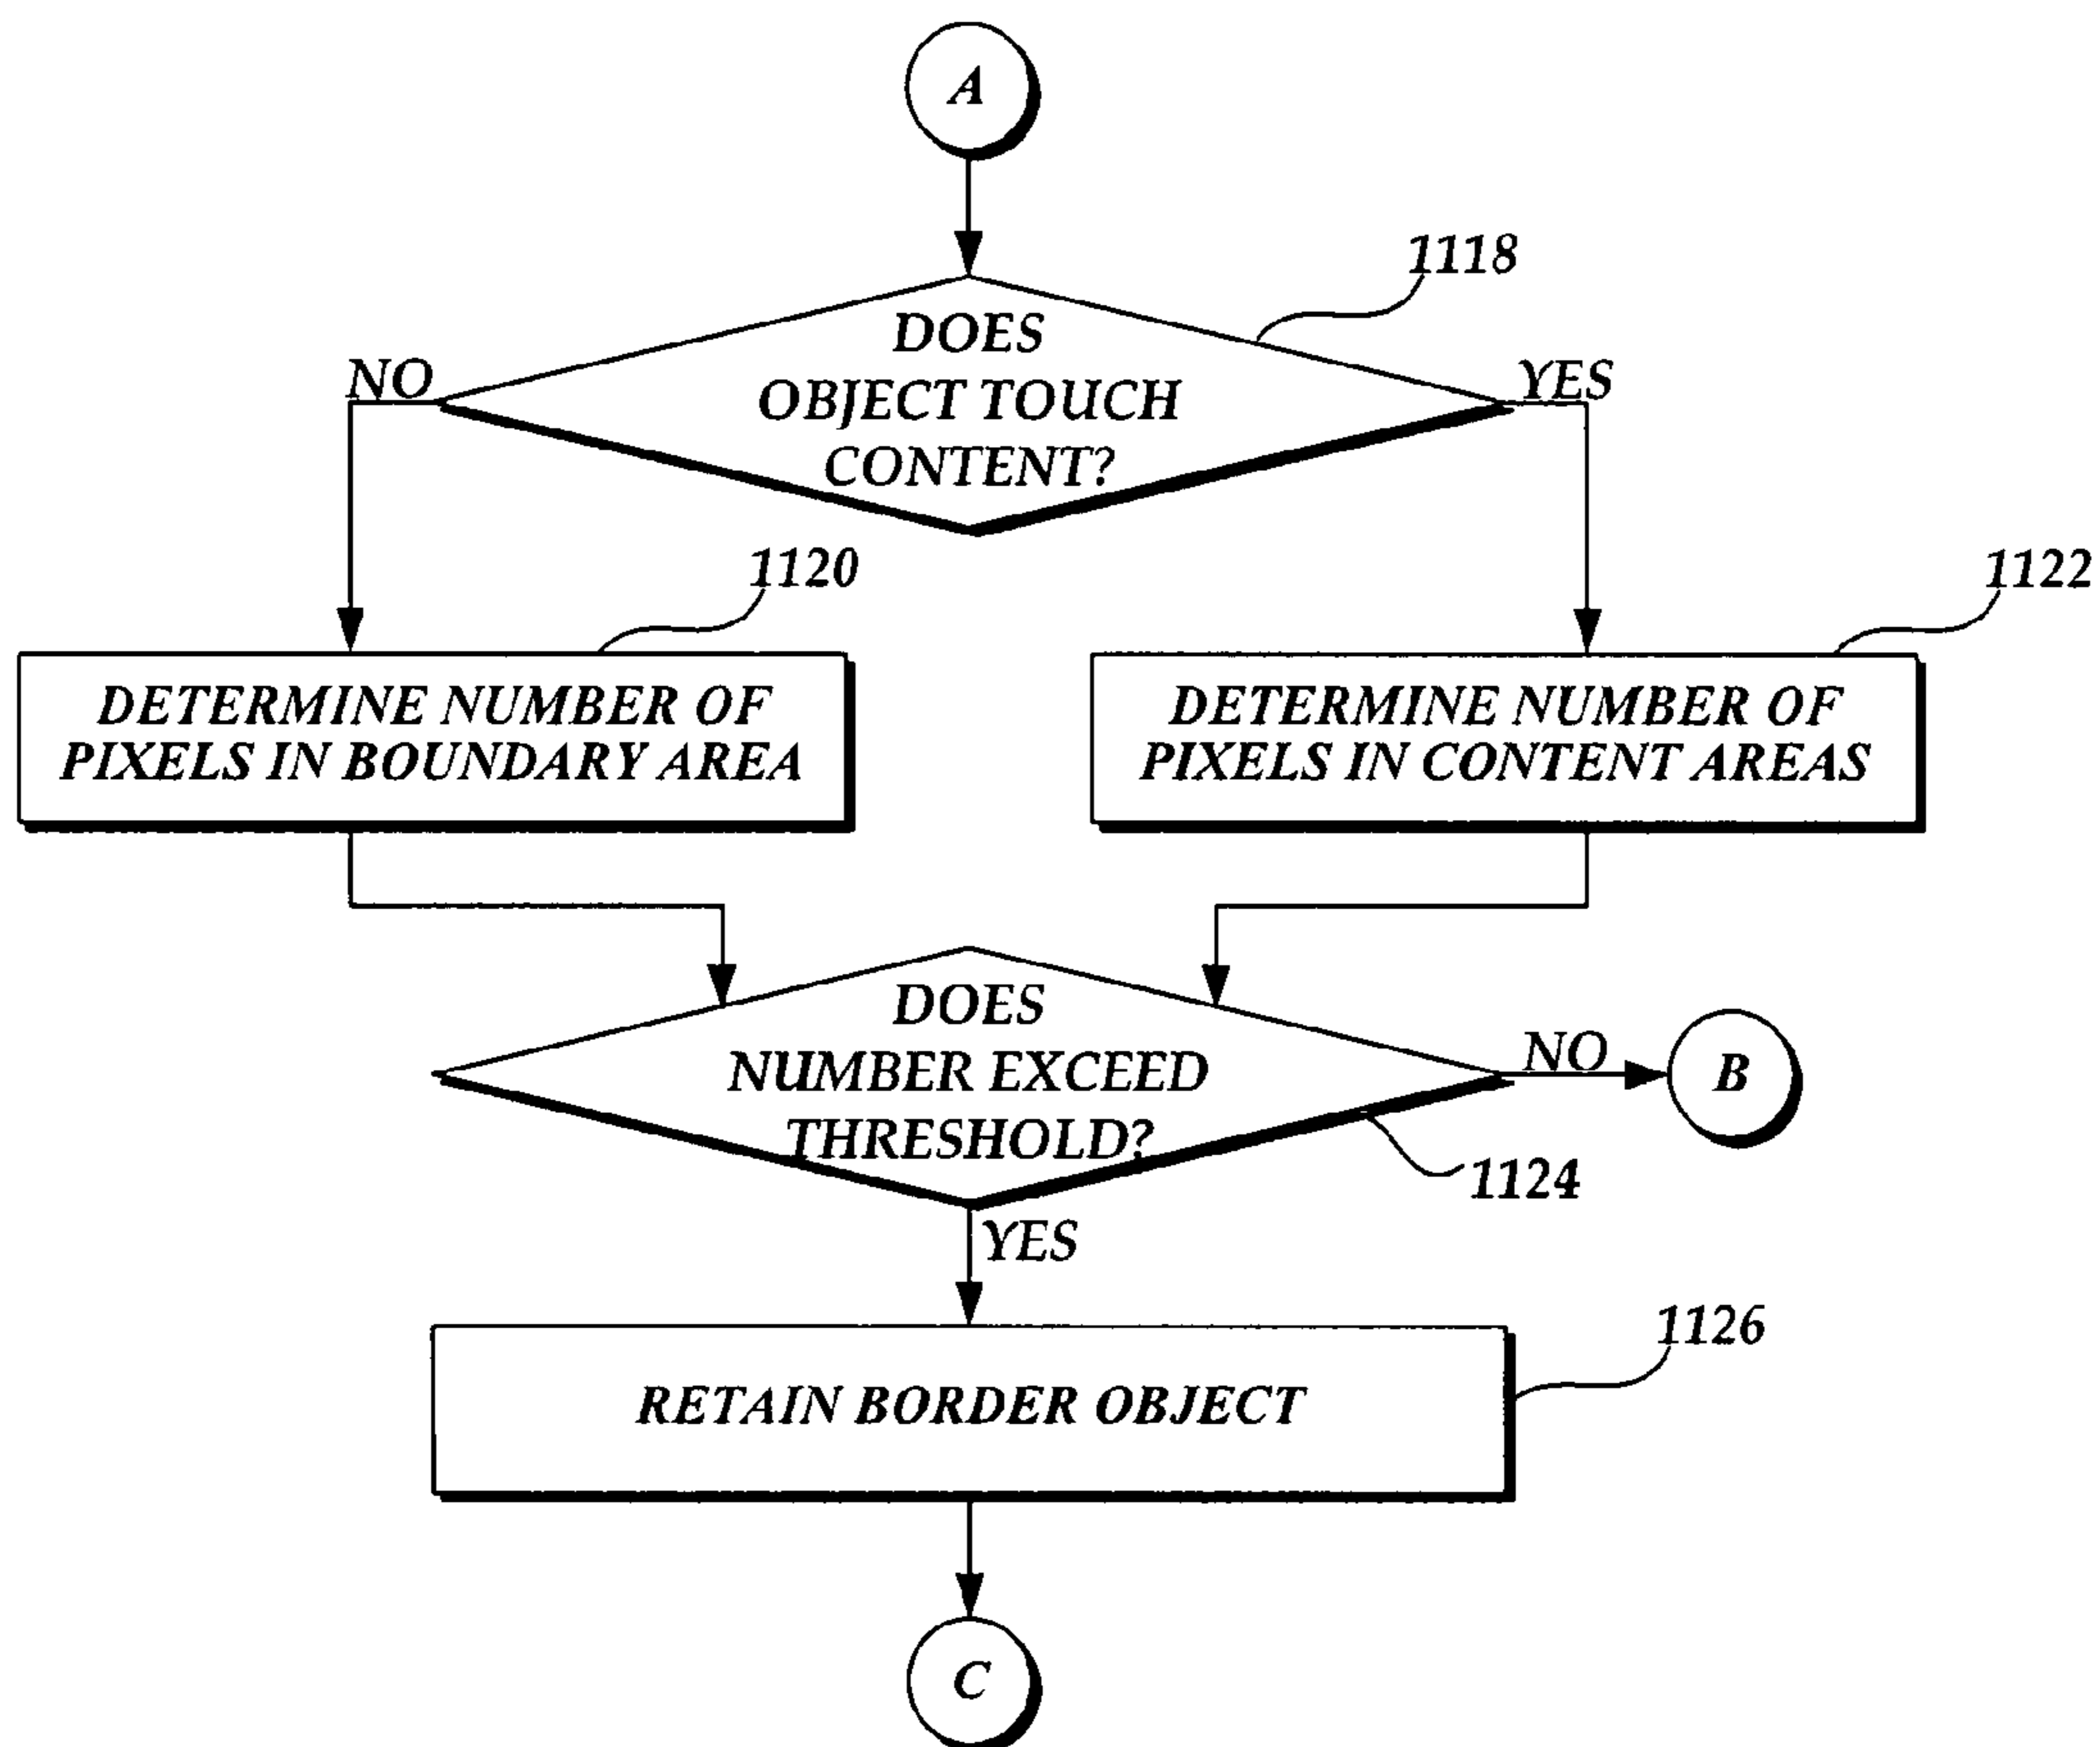 A
1118
DOES
OBJECT TOUCH
CONTENT?
NO
YES
1120
1122
DETERMINE NUMBER OF
PIXELS IN BOUNDARY AREA
DETERMINE NUMBER OF
PIXELS IN CONTENT AREAS
DOES
NUMBER EXCEED
THRESHOLD?
NO
B
1124
YES
1126
RETAIN BORDER OBJECT
C